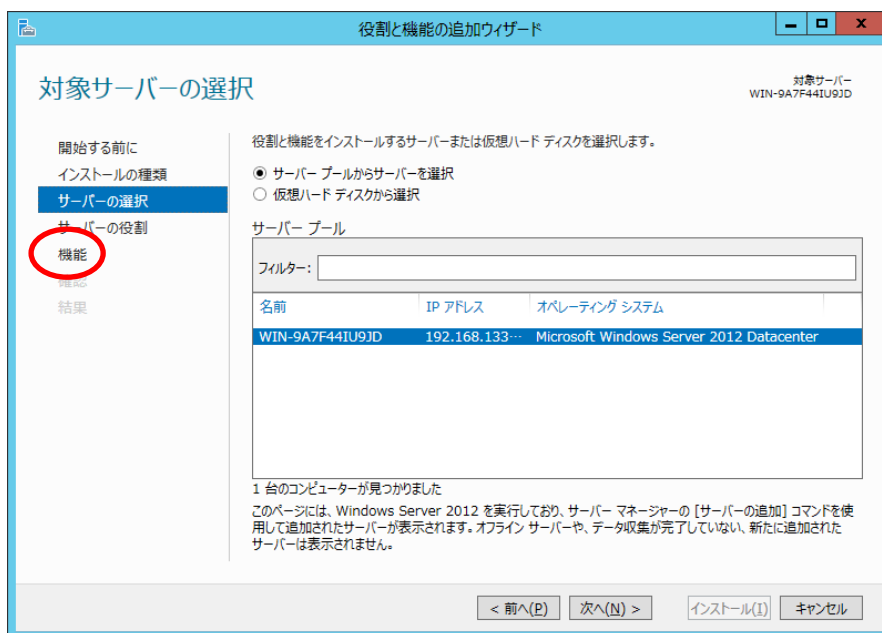 役割と機能の追加ウィザード
対象サーバーの選択
対象サーバー
WIN-9A7F44IU9JD
開始する前に
インストールの種類
サーバーの選択
サーバーの役割
機能
確認
結果
役割と機能をインストールするサーバーまたは仮想ハード ディスクを選択します。
サーバー プールからサーバーを選択
仮想ハード ディスクから選択
サーバー プール
フィルター:
名前 IP アドレス オペレーティング システム
WIN-9A7F44IU9JD 192.168.133… Microsoft Windows Server 2012 Datacenter
1 台のコンピューターが見つかりました
このページには、Windows Server 2012 を実行しており、サーバー マネージャーの [サーバーの追加] コマンドを使
用して追加されたサーバーが表示されます。オフライン サーバーや、データ収集が完了していない、新たに追加された
サーバーは表示されません。
< 前へ(P) 次へ(N) > インストール(I) キャンセル